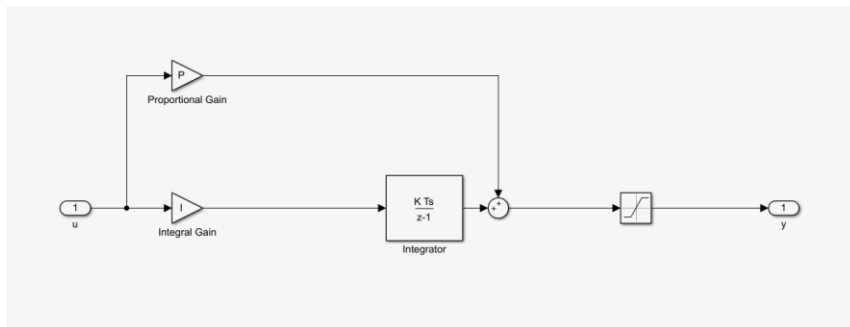 P
Proportional Gain
1
u
I
Integral Gain
K Ts
z-1
Integrator
+
+
1
y